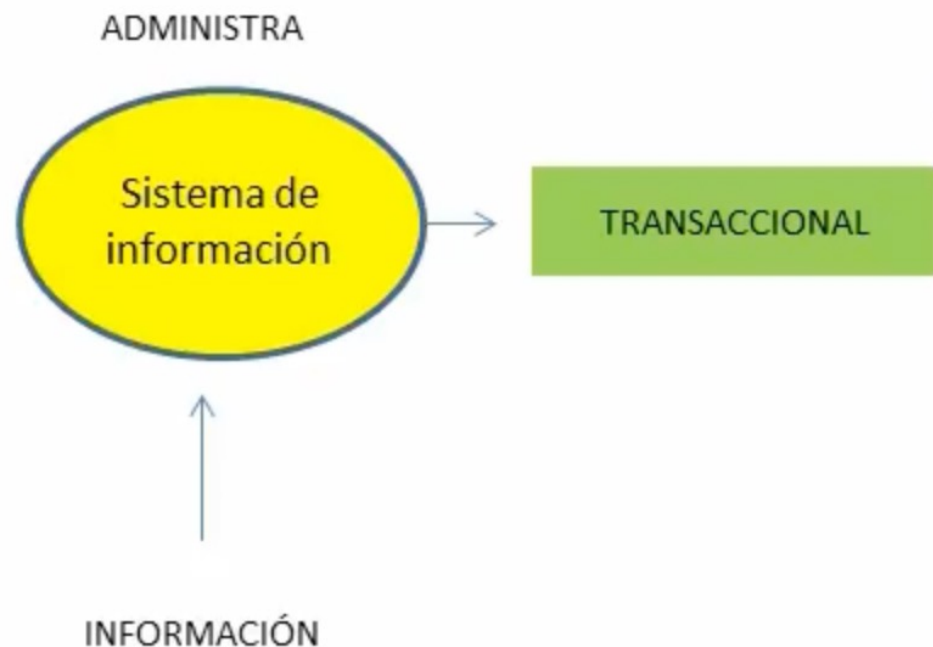 ADMINISTRA
Sistema de
información
TRANSACCIONAL
INFORMACIÓN